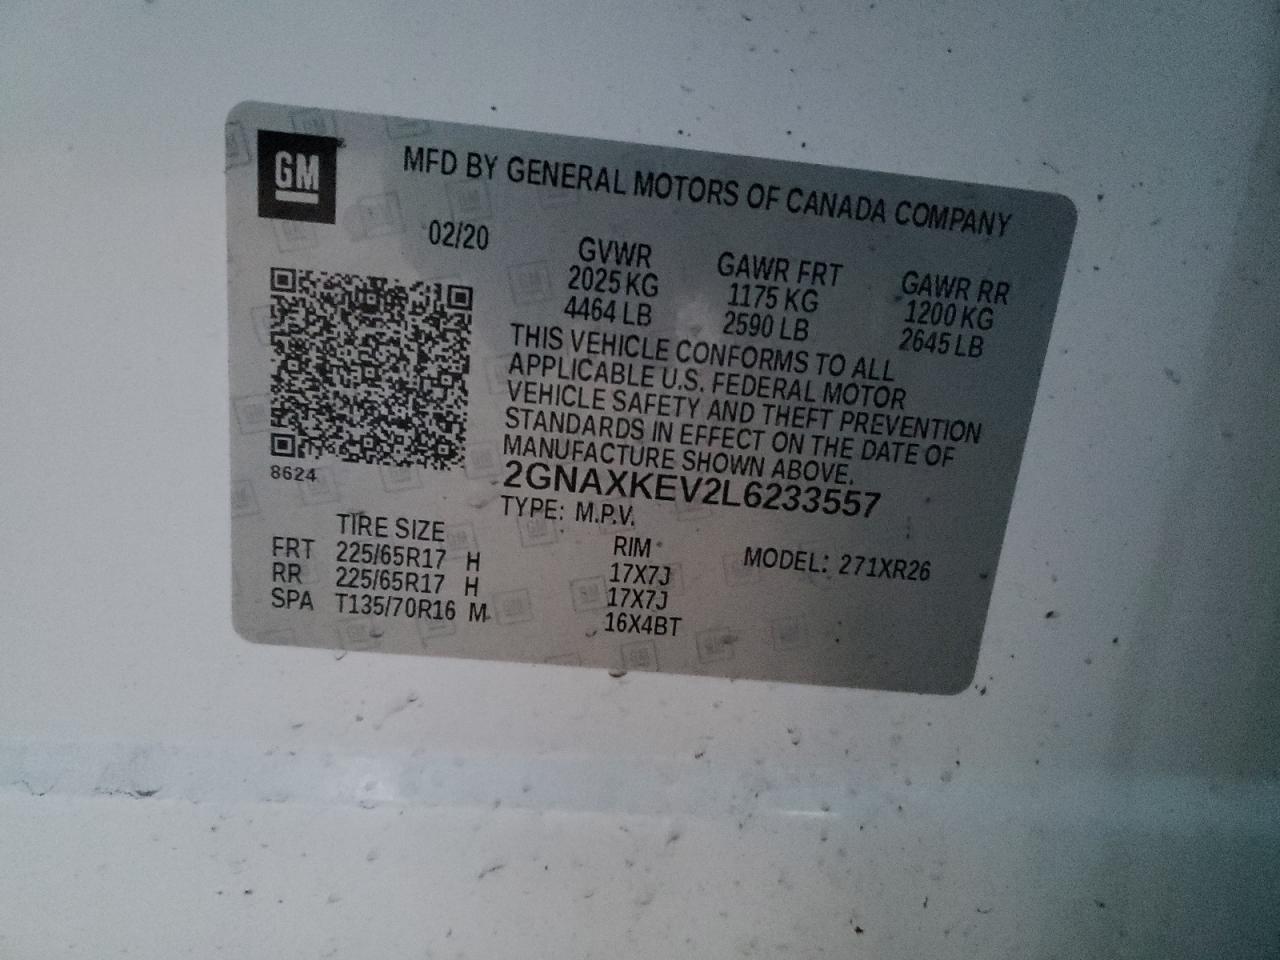 GM
MFD BY GENERAL MOTORS OF CANADA COMPANY
02/20
GVWR GAWR FRT GAWR RR
2025 KG 1175 KG 1200 KG
4464 LB 2590 LB 2645 LB
THIS VEHICLE CONFORMS TO ALL
APPLICABLE U.S. FEDERAL MOTOR
VEHICLE SAFETY AND THEFT PREVENTION
STANDARDS IN EFFECT ON THE DATE OF
MANUFACTURE SHOWN ABOVE.
8624
2GNAXKEV2L6233557
TYPE: M.P.V.
MODEL: 271XR26
TIRE SIZE RIM
FRT 225/65R17 H 17X7J
RR 225/65R17 H 17X7J
SPA T135/70R16 M 16X4BT